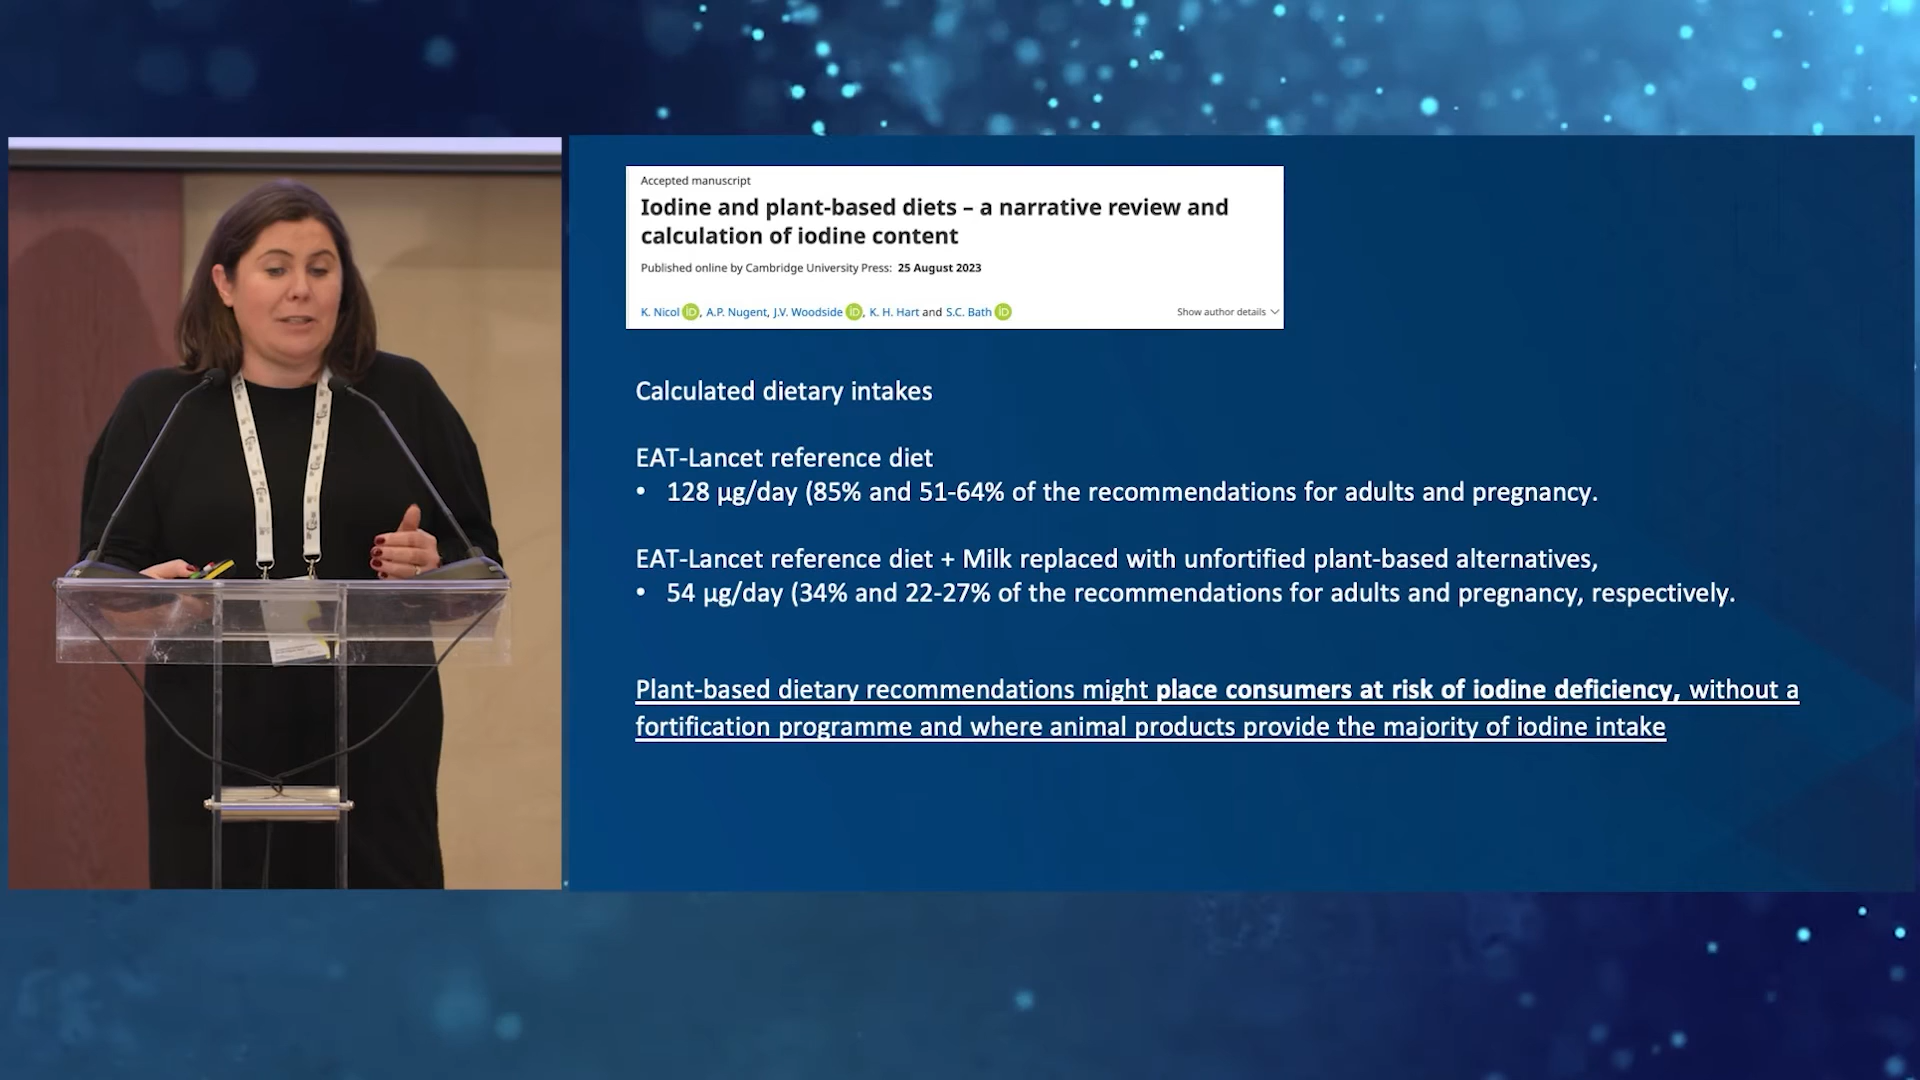 Accepted manuscript
Iodine and plant-based diets – a narrative review and
calculation of iodine content
Published online by Cambridge University Press: 25 August 2023
K. Nicol iD, A.P. Nugent, J.V. Woodside iD, K. H. Hart and S.C. Bath iD
Show author details
Calculated dietary intakes
EAT-Lancet reference diet
• 128 µg/day (85% and 51-64% of the recommendations for adults and pregnancy.
EAT-Lancet reference diet + Milk replaced with unfortified plant-based alternatives,
• 54 µg/day (34% and 22-27% of the recommendations for adults and pregnancy, respectively.
Plant-based dietary recommendations might place consumers at risk of iodine deficiency, without a
fortification programme and where animal products provide the majority of iodine intake